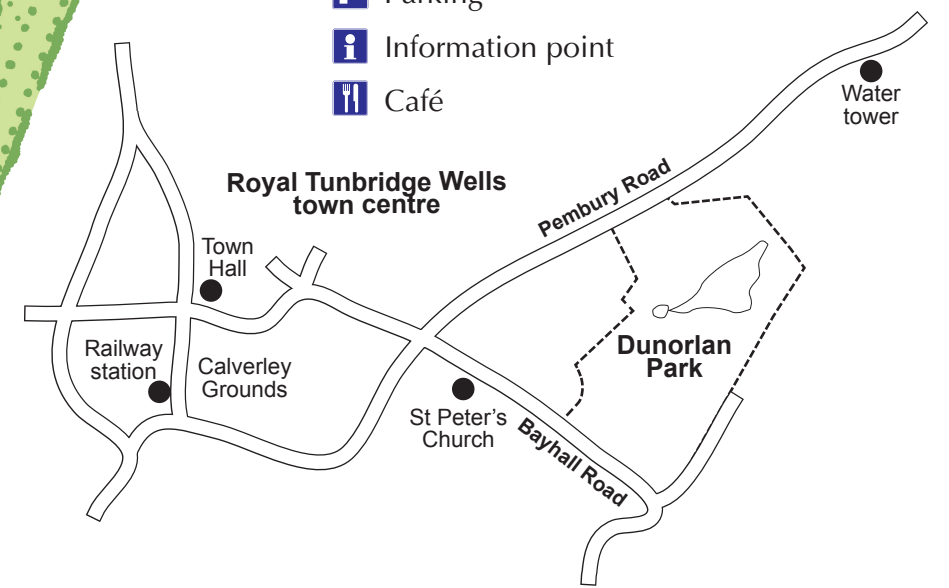 Parking
Information point
Café
Water
tower
Royal Tunbridge Wells
town centre
Pembury Road
Town
Hall
Railway
station
Calverley
Grounds
Dunorlan
Park
St Peter's
Church
Bayhall Road